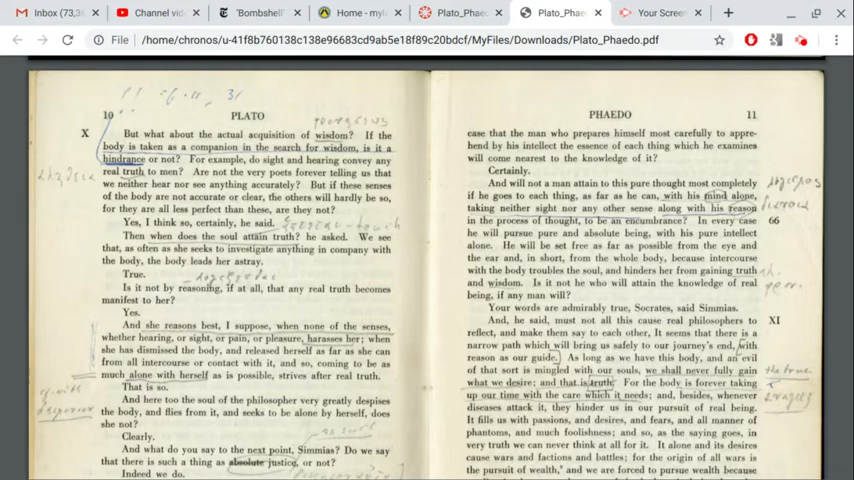 Inbox (73,3
Channel vide
'Bombshell'
Home - myla
Plato_Phaed
Plato_Phaed
Your Screen
File
/home/chronos/u-41f8b760138e96683cd9ab5e18f89c20bdcf/MyFiles/Downloads/Plato_Phaedo.pdf
10
PLATO
X
But what about the actual acquisition of wisdom? If the
body is taken as a companion in the search for wisdom, is it a
hindrance or not? For example, do sight and hearing convey any
real truth to men? Are not the very poets forever telling us that
we neither hear nor see anything accurately? But if these senses
of the body are not accurate or clear, the others will hardly be so,
for they are all less perfect than these, are they not?
Yes, I think so, certainly, he said.
Then when does the soul attain truth? he asked. We see
that, as often as she seeks to investigate anything in company with
the body, the body leads her astray.
True.
Is it not by reasoning, if at all, that any real truth becomes
manifest to her?
Yes.
And she reasons best, I suppose, when none of the senses,
whether hearing, or sight, or pain, or pleasure, harasses her; when
she has dismissed the body, and released herself as far as she can
from all intercourse or contact with it, and so, coming to be as
much alone with herself as is possible, strives after real truth.
That is so.
And here too the soul of the philosopher very greatly despises
the body, and flies from it, and seeks to be alone by herself, does
she not?
Clearly.
And what do you say to the next point, Simmias? Do we say
that there is such a thing as absolute justice, or not?
Indeed we do.
PHAEDO
11
case that the man who prepares himself most carefully to appre-
hend by his intellect the essence of each thing which he examines
will come nearest to the knowledge of it?
Certainly.
And will not a man attain to this pure thought most completely
if he goes to each thing, as far as he can, with his mind alone,
taking neither sight nor any other sense along with his reason
in the process of thought, to be an encumbrance? In every case
66
he will pursue pure and absolute being, with his pure intellect
alone. He will be set free as far as possible from the eye and
the ear and, in short, from the whole body, because intercourse
with the body troubles the soul, and hinders her from gaining truth
and wisdom. Is it not he who will attain the knowledge of real
being, if any man will?
Your words are admirably true, Socrates, said Simmias.
XI
And, he said, must not all this cause real philosophers to
reflect, and make them say to each other, It seems that there is a
narrow path which will bring us safely to our journey's end, with
reason as our guide. As long as we have this body, and an evil
of that sort is mingled with our souls, we shall never fully gain
what we desire; and that is truth. For the body is forever taking
up our time with the care which it needs; and, besides, whenever
diseases attack it, they hinder us in our pursuit of real being.
It fills us with passions, and desires, and fears, and all manner of
phantoms, and much foolishness; and so, as the saying goes, in
very truth we can never think at all for it. It alone and its desires
cause wars and factions and battles; for the origin of all wars is
the pursuit of wealth, and we are forced to pursue wealth because
the true